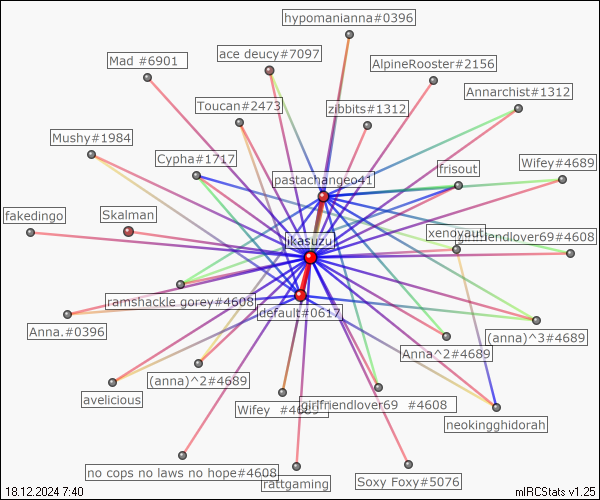 hypomanianna#0396
ace deucy#7097
Mad #6901
AlpineRooster#2156
Annarchist#1312
Toucan#2473
zibbits#1312
Mushy#1984
Cypha#1717
frisout
Wifey#4689
pastachangeo41
fakedingo
Skalman
xenoyaut
girlfriendlover69#4608
jikasuzu
ramshackle gorey#4608
default#0617
Anna.#0396
(anna)^3#4689
Anna^2#4689
(anna)^2#4689
avelicious
Wifey #4689
girlfriendlover69 #4608
neokingghidorah
no cops no laws no hope#4608
rattgaming
Soxy Foxy#5076
18.12.2024 7:40
mIRCStats v1.25